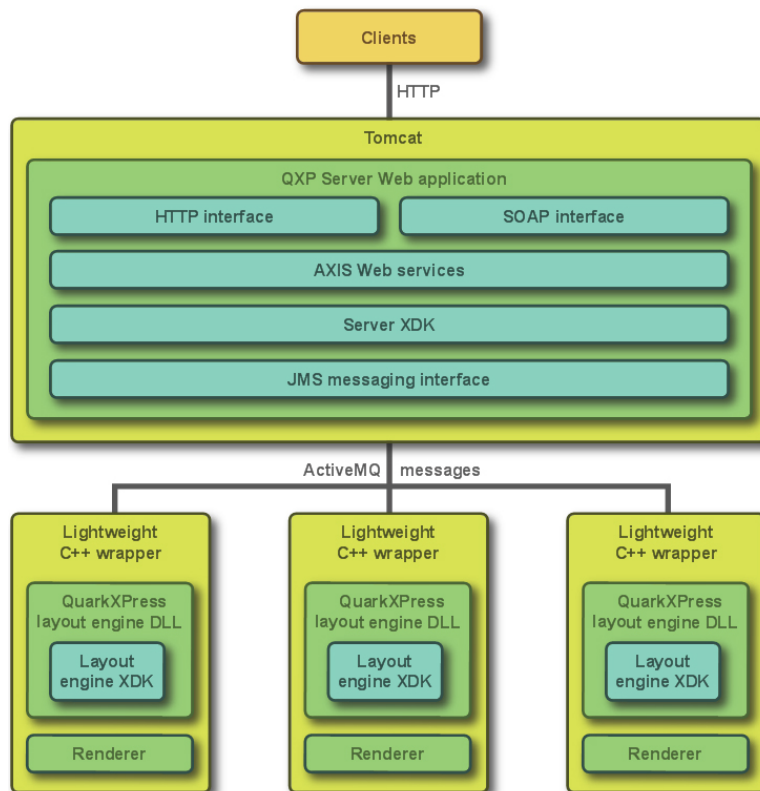 Clients
HTTP
Tomcat
QXP Server Web application
HTTP interface
SOAP interface
AXIS Web services
Server XDK
JMS messaging interface
ActiveMQ messages
Lightweight
C++ wrapper
QuarkXPress
layout engine DLL
Layout
engine XDK
Renderer
Lightweight
C++ wrapper
QuarkXPress
layout engine DLL
Layout
engine XDK
Renderer
Lightweight
C++ wrapper
QuarkXPress
layout engine DLL
Layout
engine XDK
Renderer